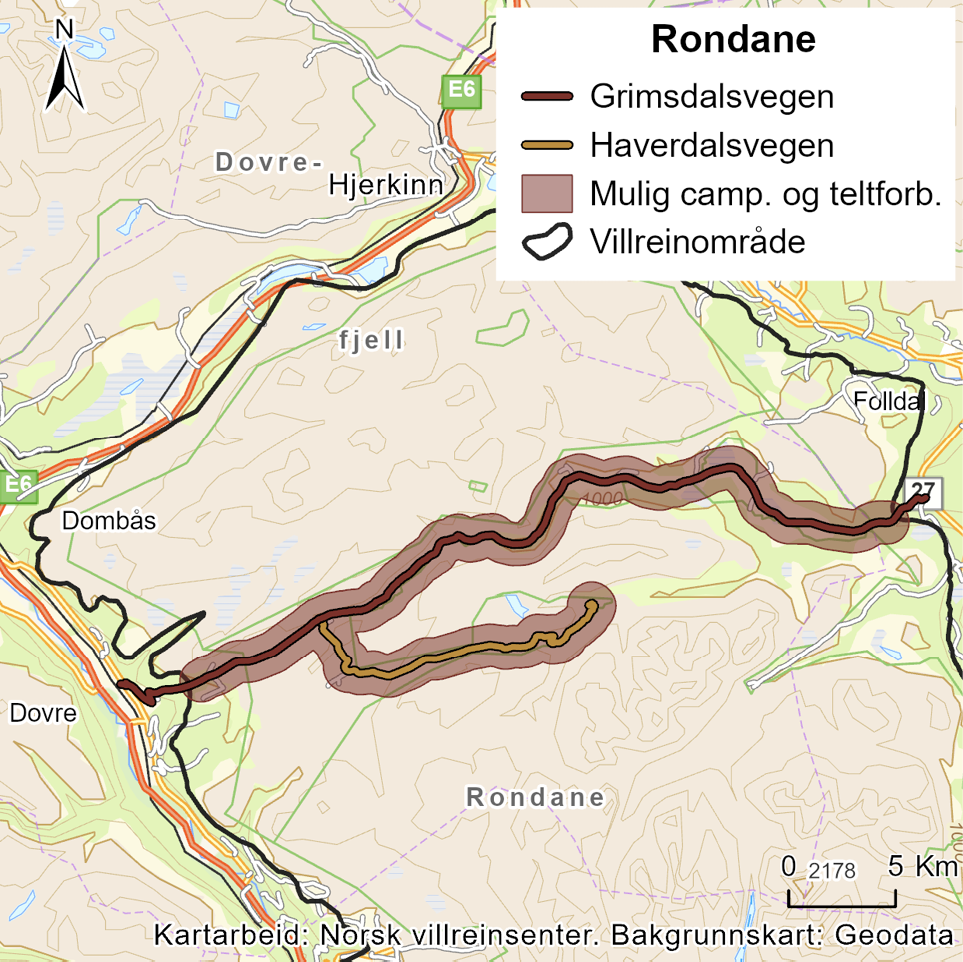 N
E6
Rondane
Grimsdalsvegen
Haverdalsvegen
Mulig camp. og teltforb.
Villreinområde
Dovre-
Hjerkinn
fjell
Folldal
E6
27
1000
Dombås
Dovre
Rondane
0 2178 5 Km
Kartarbeid: Norsk villreinsenter. Bakgrunnskart: Geodata